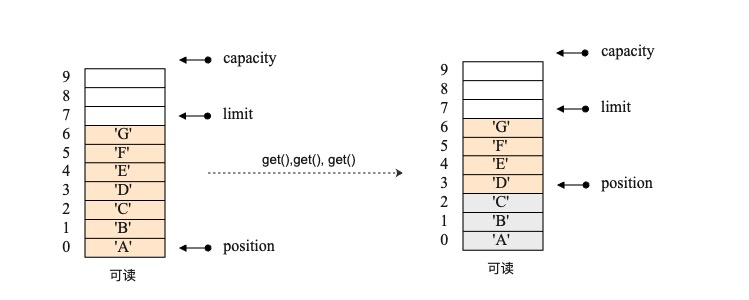 9
capacity
8
7
limit
6 'G'
5 'F'
4 'E'
3 'D'
2 'C'
1 'B'
0 'A'
position
可读
get(),get(), get()
capacity
9
8
7
limit
6 'G'
5 'F'
4 'E'
3 'D'
position
2 'C'
1 'B'
0 'A'
可读